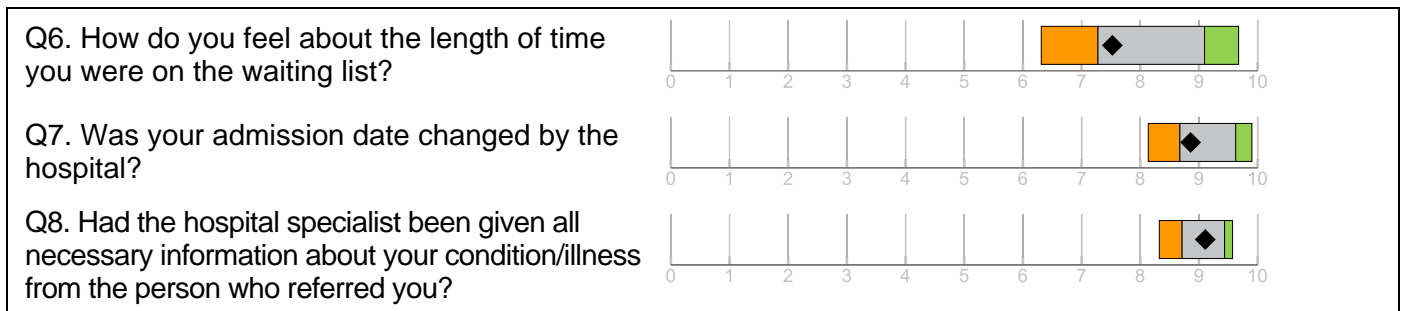 Q6. How do you feel about the length of time
you were on the waiting list?
0 1 2 3 4 5 6 7 8 9 10
Q7. Was your admission date changed by the
hospital?
0 1 2 3 4 5 6 7 8 9 10
Q8. Had the hospital specialist been given all
necessary information about your condition/illness
from the person who referred you?
0 1 2 3 4 5 6 7 8 9 10